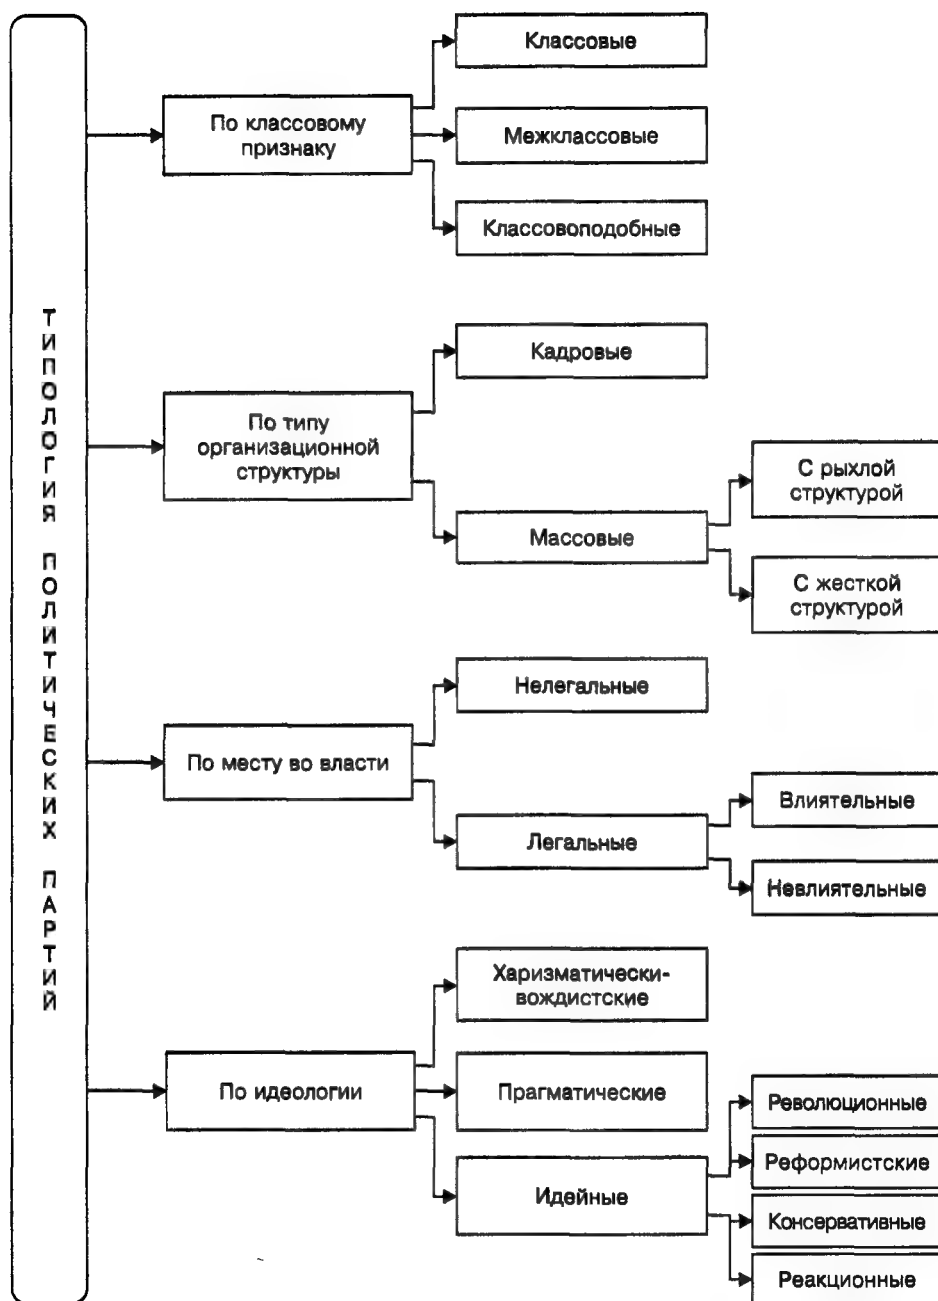 ТИПОЛОГИЯ ПОЛИТИЧЕСКИХ ПАРТИЙ
По классовому
признаку
Классовые
Межклассовые
Классовоподобные
По типу
организационной
структуры
Кадровые
Массовые
С рыхлой
структурой
С жесткой
структурой
По месту во власти
Нелегальные
Легальные
Влиятельные
Невлиятельные
По идеологии
Харизматически-
вождистские
Прагматические
Идейные
Революционные
Реформистские
Консервативные
Реакционные